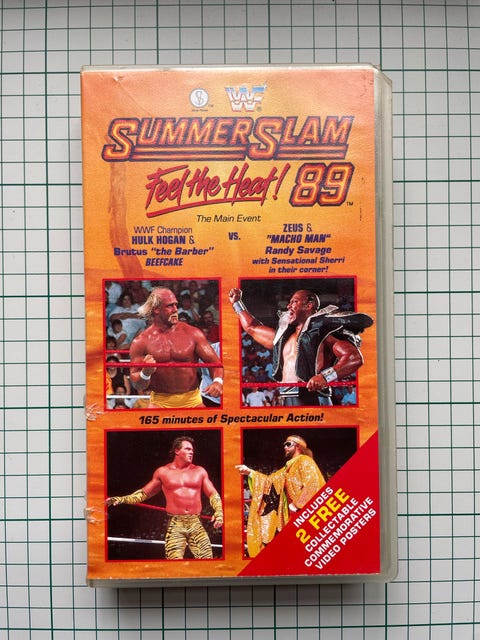 WF
SUMMERSLAM
Feel the Heat! 89 TM
The Main Event
WWF Champion
HULK HOGAN &
Brutus "the Barber"
BEEFCAKE
VS.
ZEUS &
"MACHO MAN"
Randy Savage
with Sensational Sherri
in their corner!
165 minutes of Spectacular Action!
INCLUDES
2 FREE
COLLECTABLE
COMMEMORATIVE
VIDEO POSTERS